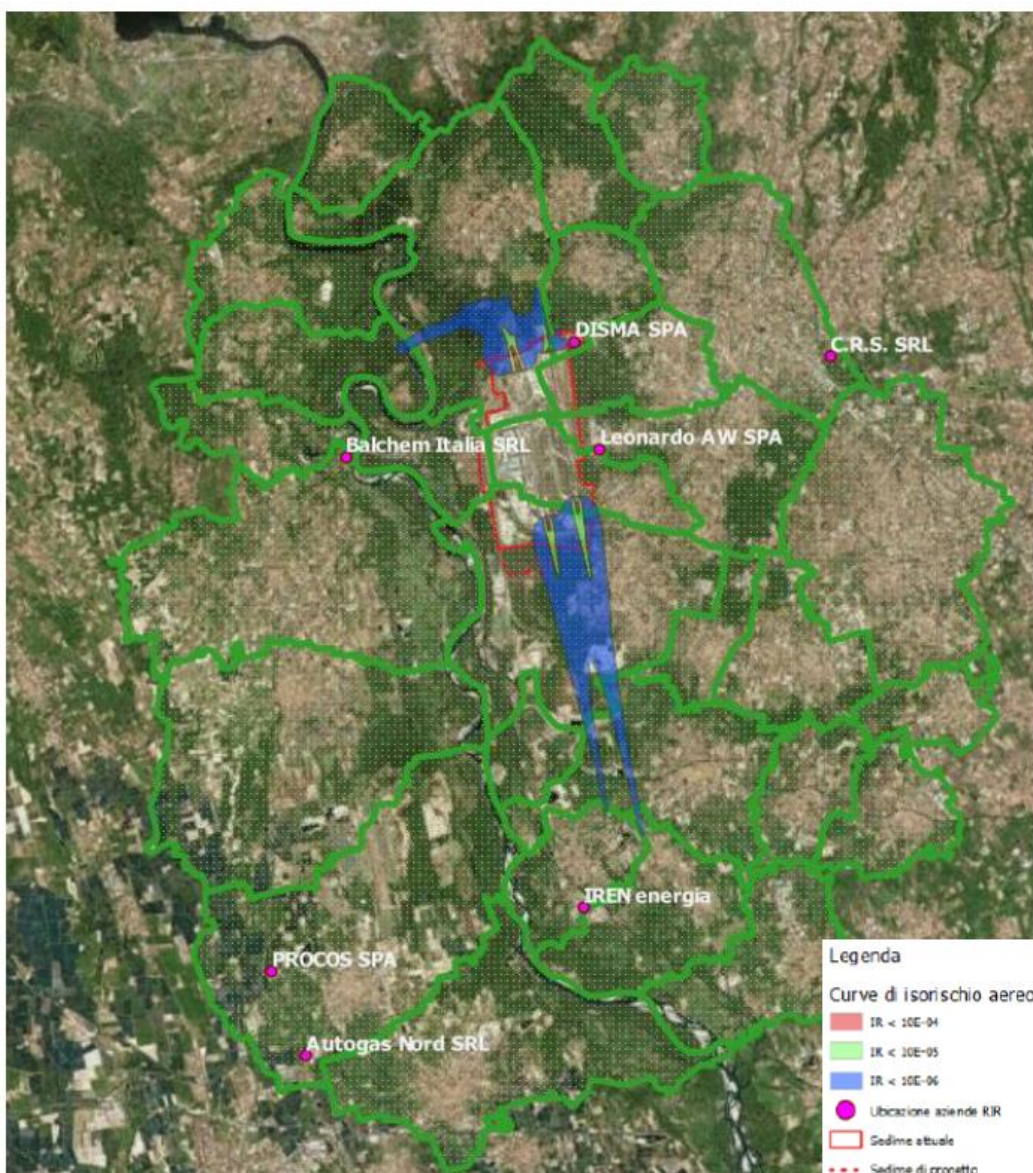 DISMA SPA
C.R.S. SRL
Leonardo AW SPA
Balchem Italia SRL
IREN energia
PROCOS SPA
Autogas Nord SRL
Legenda
Curve di isorischio aereo
IR < 10E-04
IR < 10E-05
IR < 10E-06
Ubicazione aziende RIR
Sedime attuale
Sedime di progetto